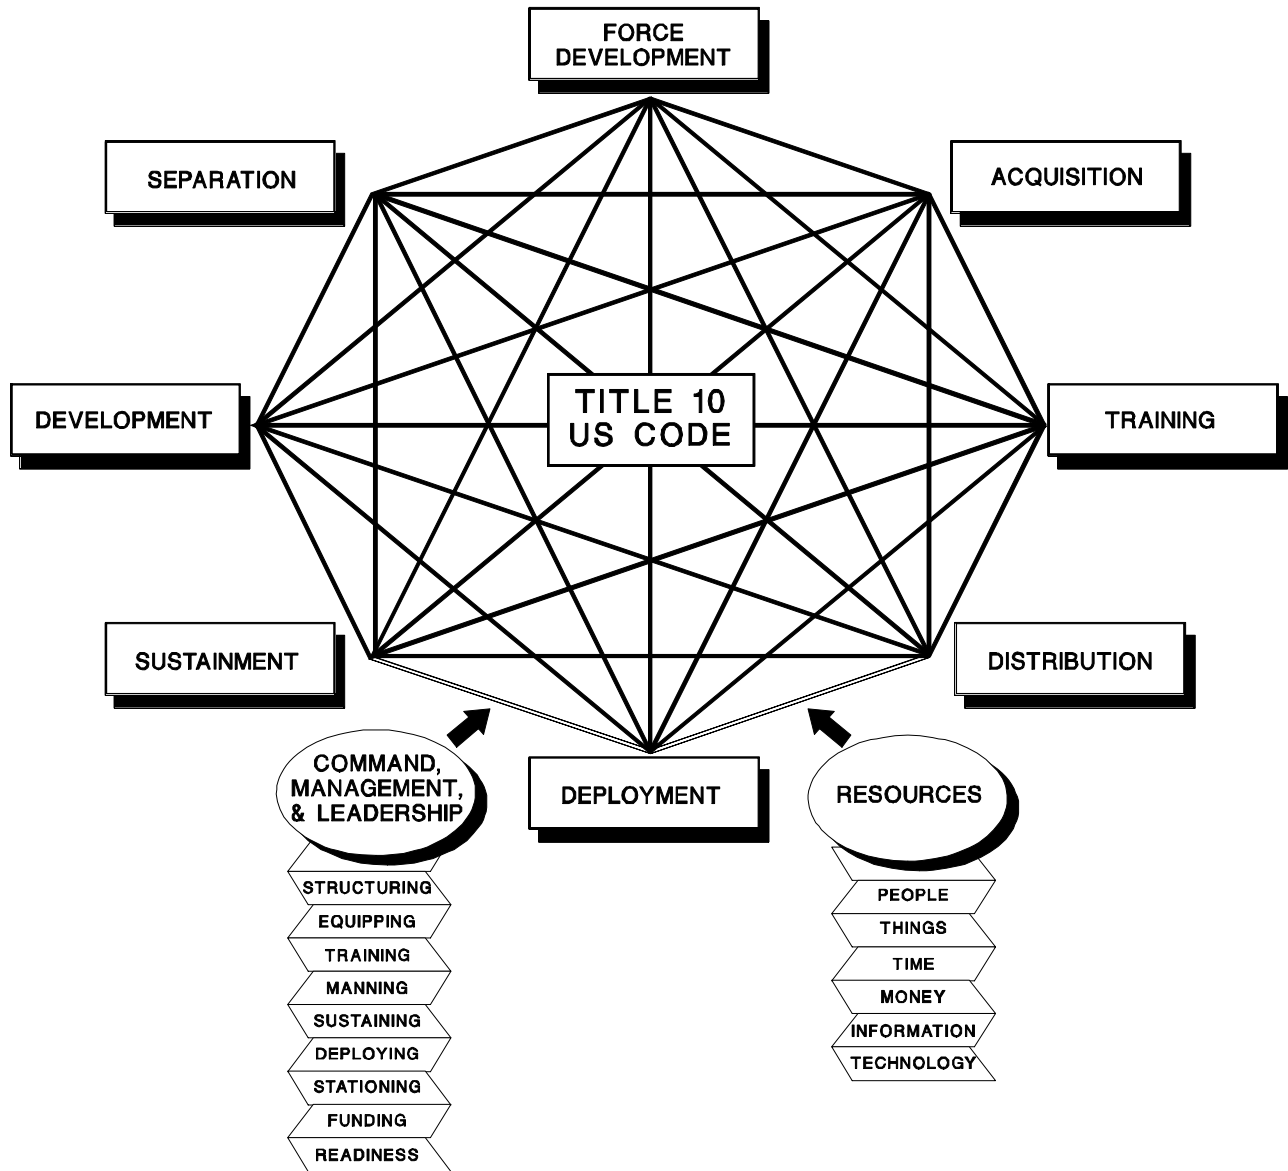 FORCE
DEVELOPMENT
SEPARATION
ACQUISITION
TITLE 10
US CODE
DEVELOPMENT
TRAINING
SUSTAINMENT
DISTRIBUTION
COMMAND,
MANAGEMENT,
& LEADERSHIP
DEPLOYMENT
RESOURCES
STRUCTURING
EQUIPPING
TRAINING
MANNING
SUSTAINING
DEPLOYING
STATIONING
FUNDING
READINESS
PEOPLE
THINGS
TIME
MONEY
INFORMATION
TECHNOLOGY